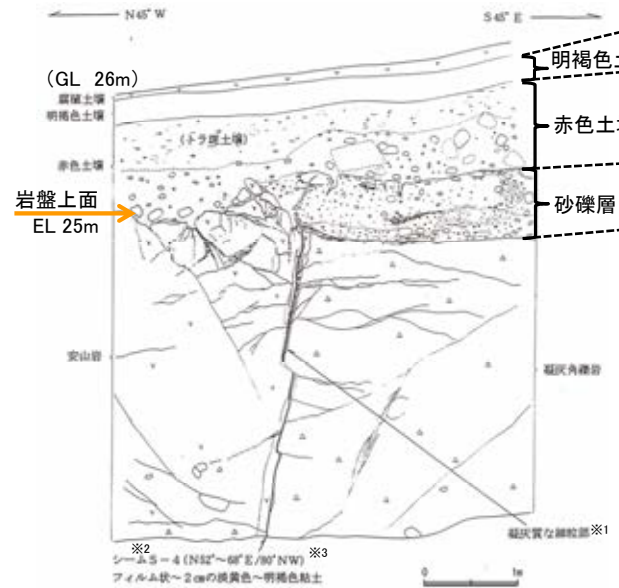 N45°W
S45°E
(GL 26m)
腐植土壌
明褐色土壌
赤色土壌
(トラ斑土壌)
岩盤上面
EL 25m
安山岩
明褐色土
赤色土
砂礫層
凝灰角礫岩
凝灰質な細粒部※1
※2
※3
シームS-4(N52°~68°E/80°NW)
フィルム状~2cmの淡黄色~明褐色粘土
0
1m